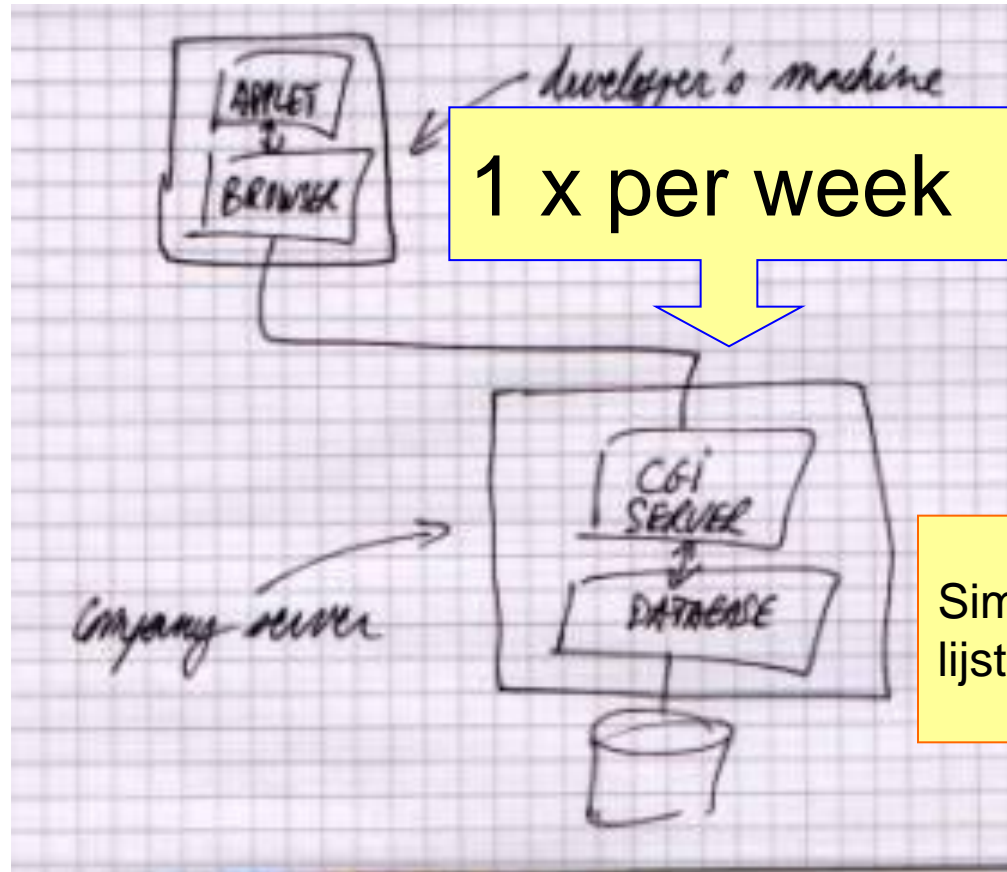 APPLET
developer's machine
BROWSER
1 x per week
CGI
SERVER
DATABASE
company server
Sim
lijst